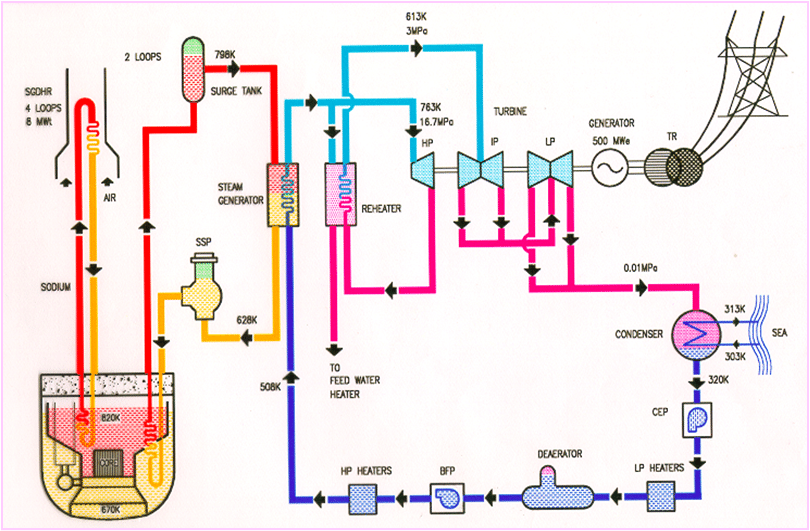 613K
3MPa
2 LOOPS
798K
SURGE TANK
SGDHR
4 LOOPS
8 MWt
763K
16.7MPa
TURBINE
HP
IP
LP
GENERATOR
500 MWe
TR
AIR
STEAM
GENERATOR
REHEATER
SSP
SODIUM
628K
0.01MPa
CONDENSER
313K
303K
SEA
320K
TO
FEED WATER
HEATER
508K
CEP
820K
CORE
670K
HP HEATERS
BFP
DEAERATOR
LP HEATERS